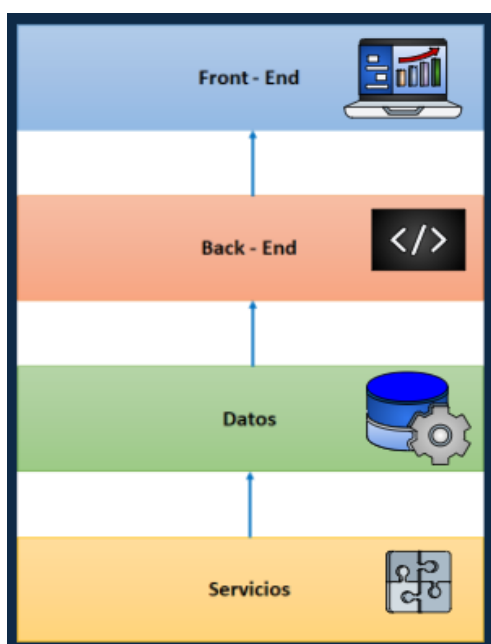 Front - End
</>
Back - End
Datos
Servicios